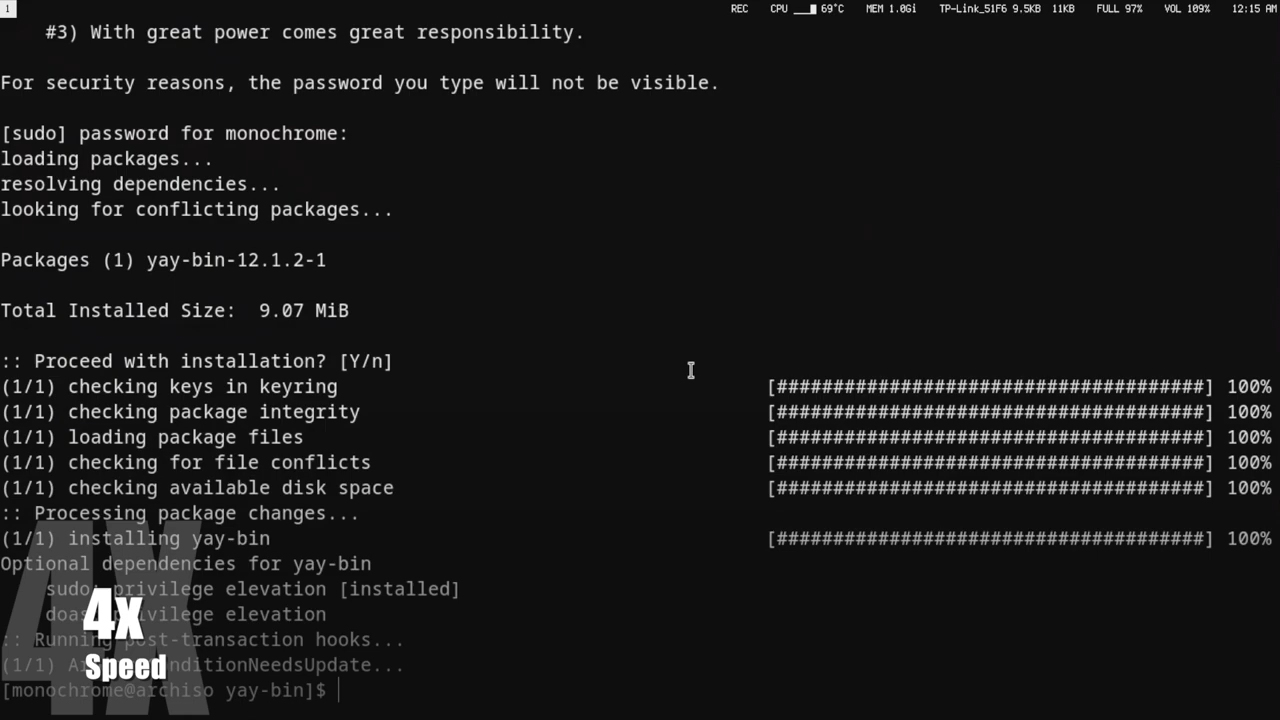 1 REC CPU 69°C MEM 1.0Gi TP-Link_51F6 9.5KB 11KB FULL 97% VOL 109% 12:15 AM
#3) With great power comes great responsibility.
For security reasons, the password you type will not be visible.
[sudo] password for monochrome:
loading packages...
resolving dependencies...
looking for conflicting packages...
Packages (1) yay-bin-12.1.2-1
Total Installed Size:  9.07 MiB
:: Proceed with installation? [Y/n]
(1/1) checking keys in keyring [######################################] 100%
(1/1) checking package integrity [######################################] 100%
(1/1) loading package files [######################################] 100%
(1/1) checking for file conflicts [######################################] 100%
(1/1) checking available disk space [######################################] 100%
:: Processing package changes...
(1/1) installing yay-bin [######################################] 100%
Optional dependencies for yay-bin
sudo: privilege elevation [installed]
doas: privilege elevation
:: Running post-transaction hooks...
(1/1) ConditionNeedsUpdate...
[monochrome@archiso yay-bin]$
4X
4x
Speed